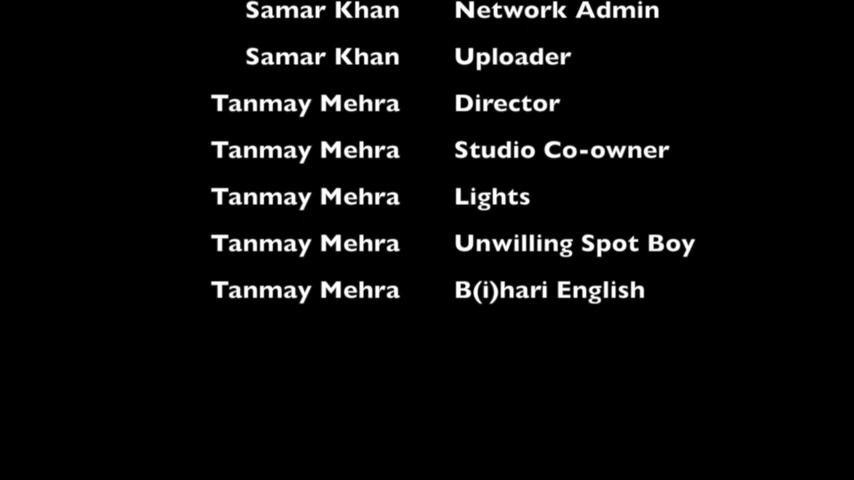 Samar Khan Network Admin
Samar Khan Uploader
Tanmay Mehra Director
Tanmay Mehra Studio Co-owner
Tanmay Mehra Lights
Tanmay Mehra Unwilling Spot Boy
Tanmay Mehra B(i)hari English